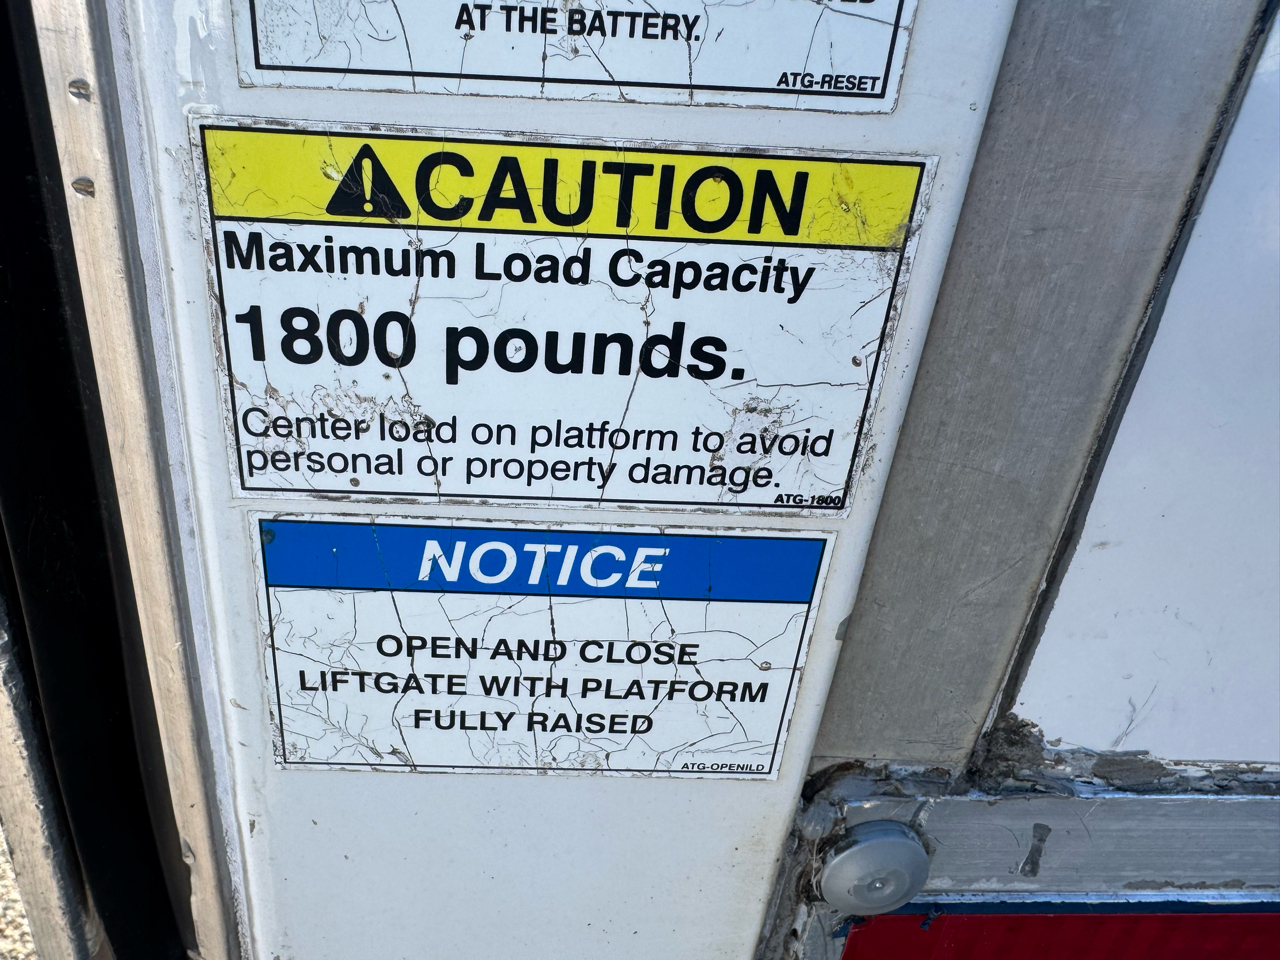 AT THE BATTERY.
ATG-RESET
CAUTION
Maximum Load Capacity
1800 pounds.
Center load on platform to avoid
personal or property damage.
ATG-1800
NOTICE
OPEN AND CLOSE
LIFTGATE WITH PLATFORM
FULLY RAISED
ATG-OPENILD